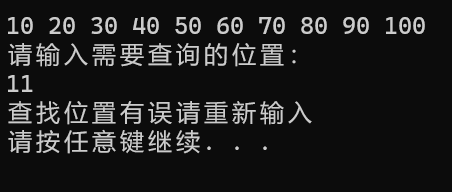 10 20 30 40 50 60 70 80 90 100
请输入需要查询的位置：
11
查找位置有误请重新输入
请按任意键继续. . .